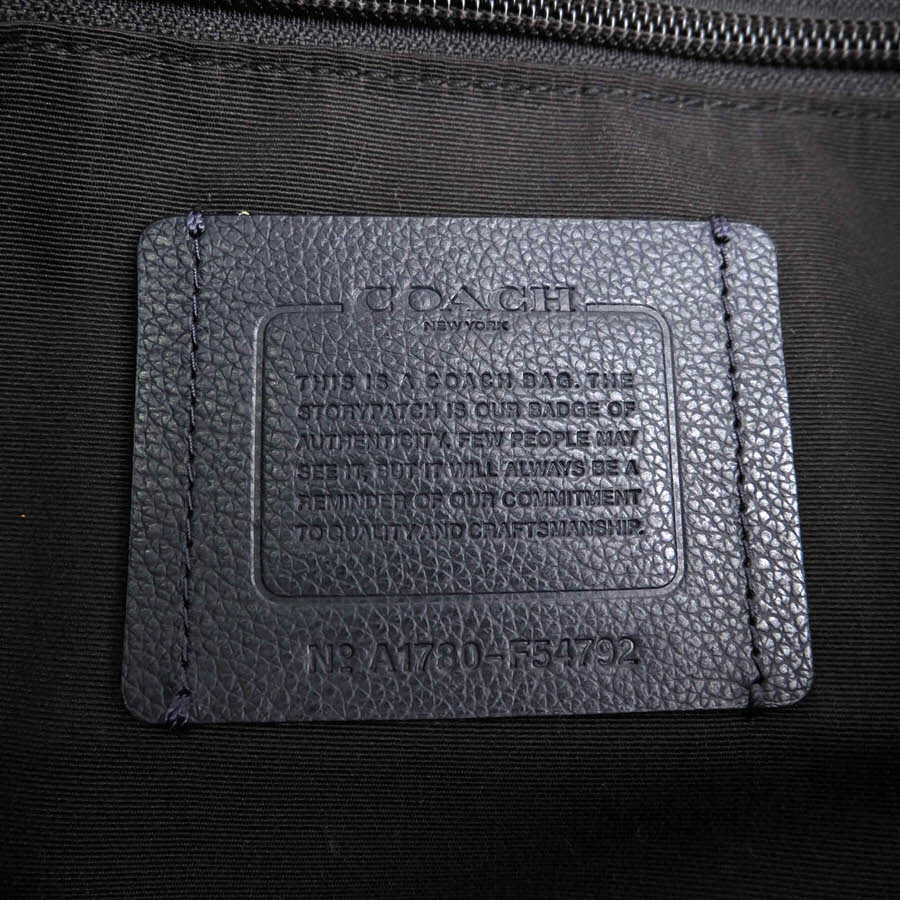 COACH
NEW YORK
THIS IS A COACH BAG. THE
STORYPATCH IS OUR BADGE OF
AUTHENTICITY. FEW PEOPLE MAY
SEE IT, BUT IT WILL ALWAYS BE A
REMINDER OF OUR COMMITMENT
TO QUALITY AND CRAFTSMANSHIP.
Nº A1780-F54792